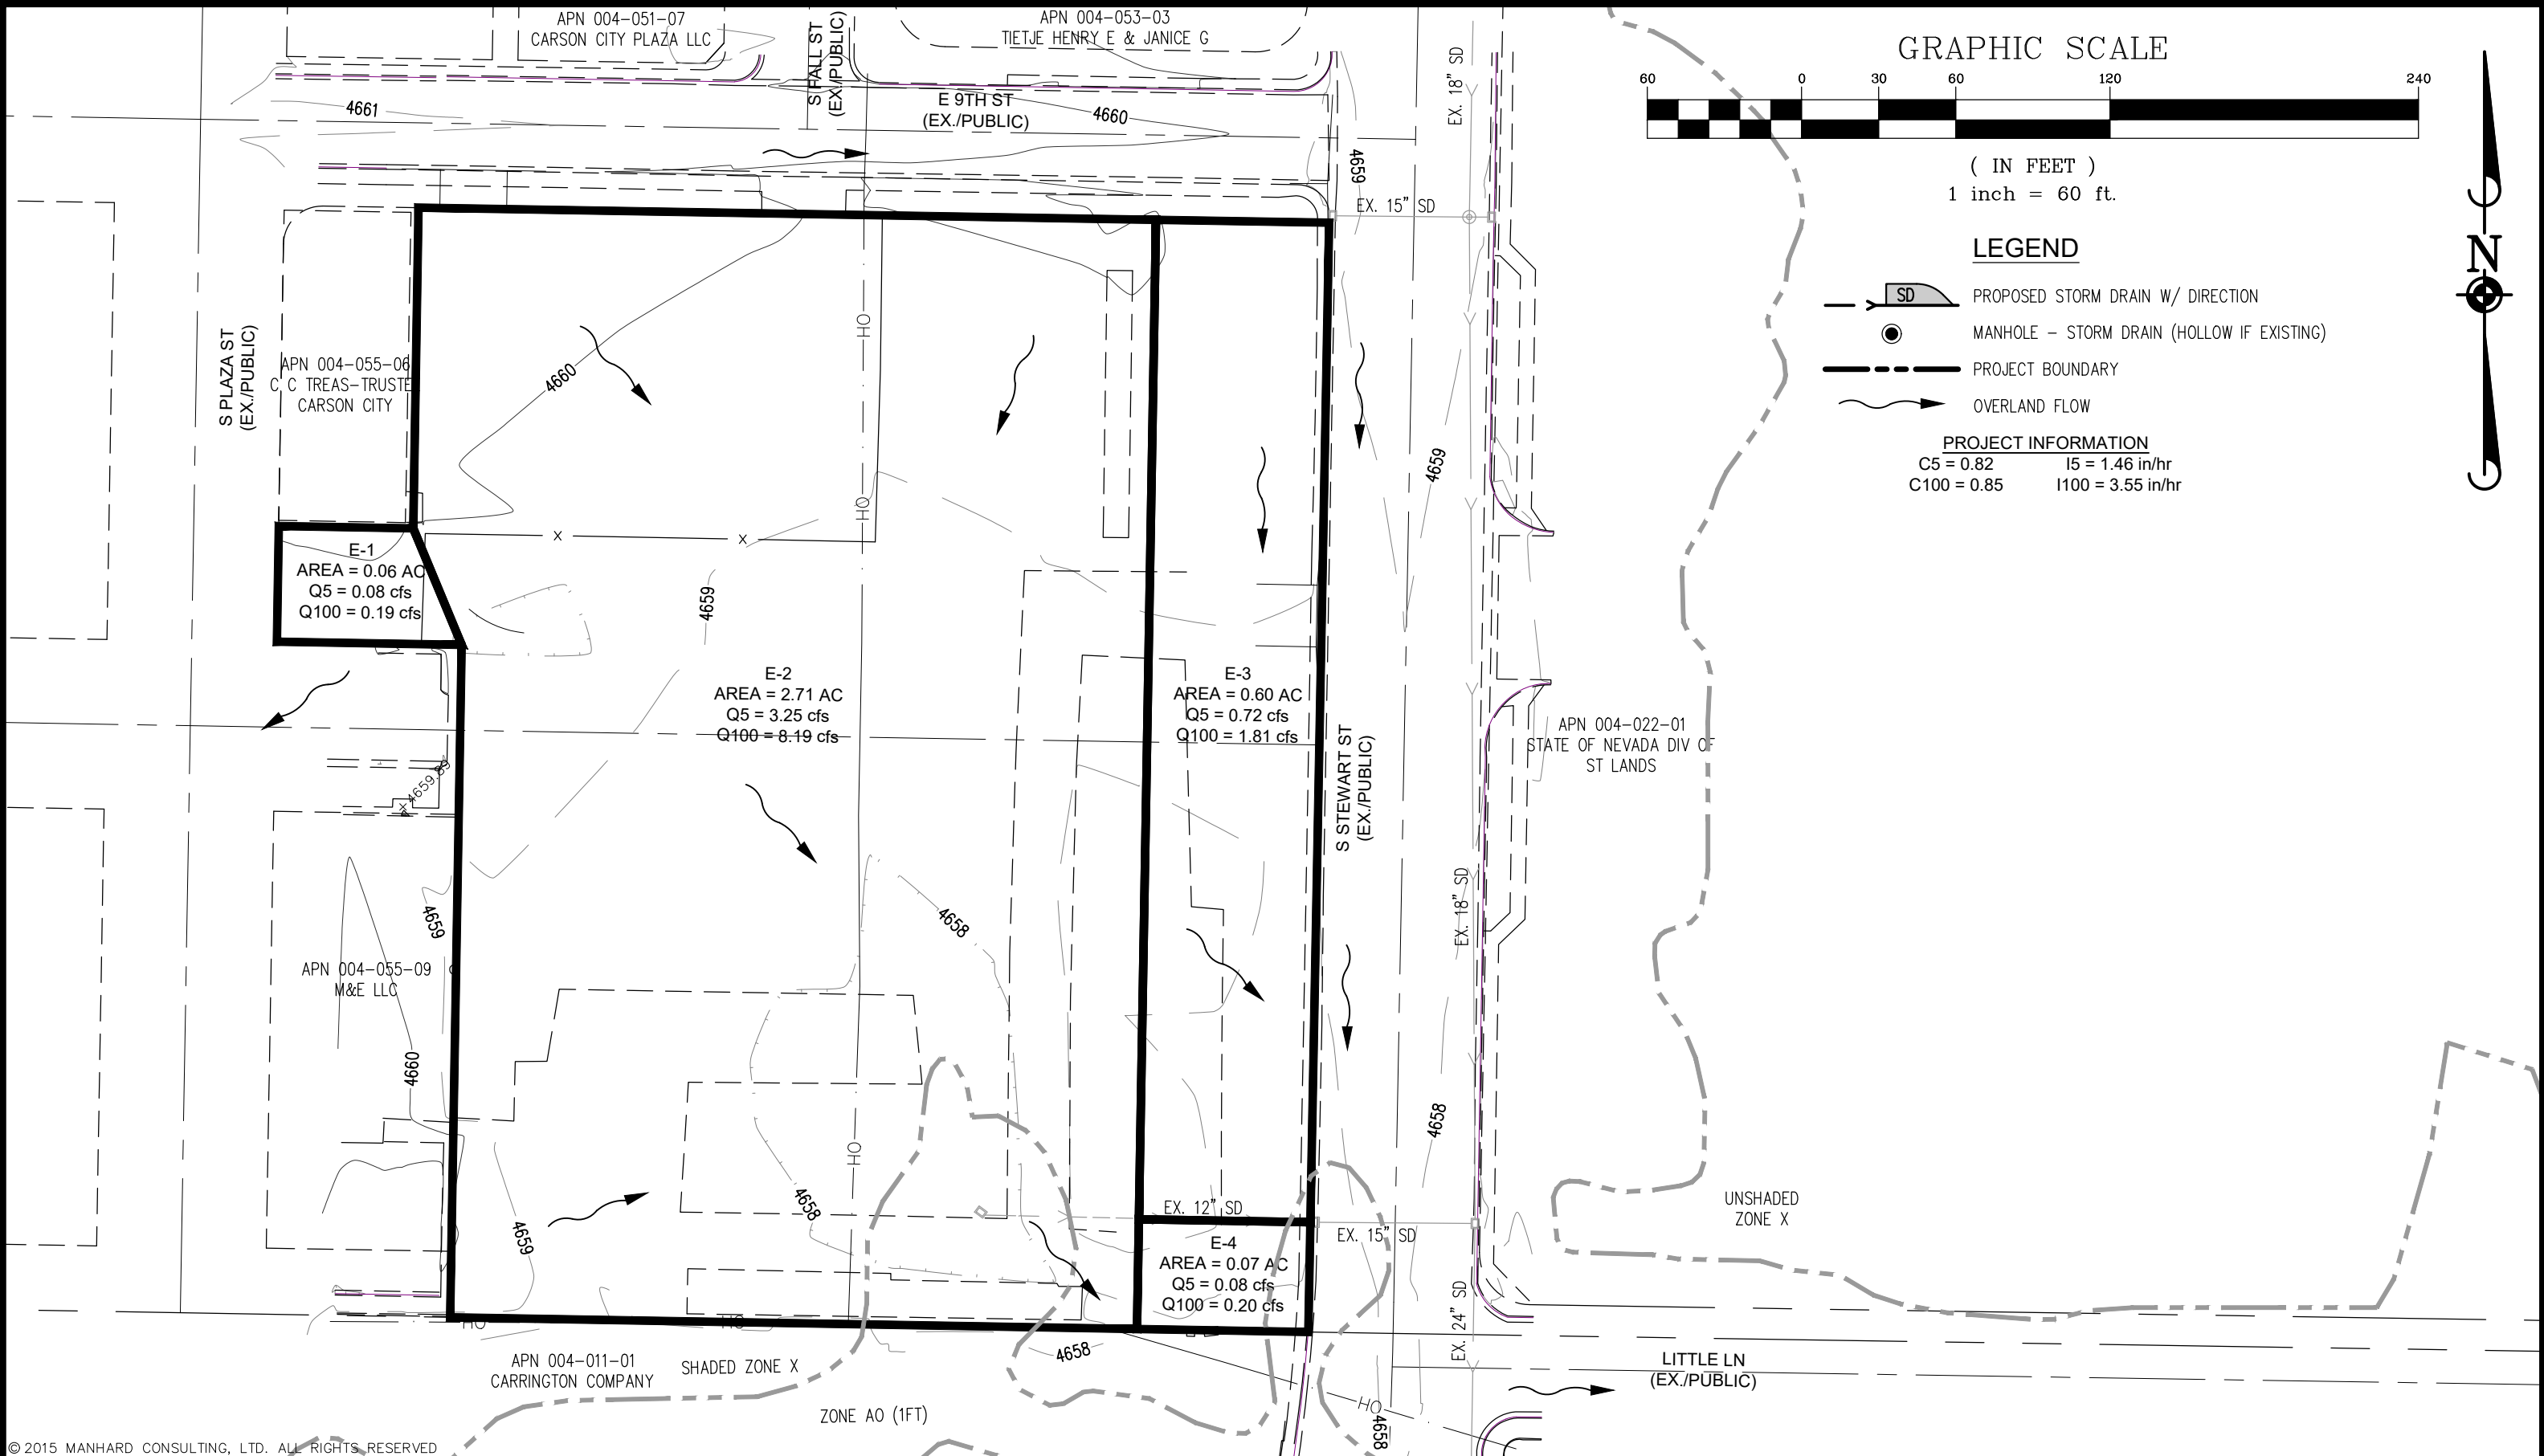 APN 004-051-07
CARSON CITY PLAZA LLC
S FALL ST
(EX./PUBLIC)
APN 004-053-03
TIETJE HENRY E & JANICE G
EX. 18" SD
GRAPHIC SCALE
60 0 30 60 120 240
( IN FEET )
1 inch = 60 ft.
4661
E 9TH ST
(EX./PUBLIC)
4660
4659
EX. 15" SD
N
LEGEND
SD
PROPOSED STORM DRAIN W/ DIRECTION
MANHOLE - STORM DRAIN (HOLLOW IF EXISTING)
PROJECT BOUNDARY
OVERLAND FLOW
PROJECT INFORMATION
C5 = 0.82 I5 = 1.46 in/hr
C100 = 0.85 I100 = 3.55 in/hr
S PLAZA ST
(EX./PUBLIC)
APN 004-055-06
C C TREAS-TRUSTE
CARSON CITY
4660
OH
OH
4659
X X
E-1
AREA = 0.06 AC
Q5 = 0.08 cfs
Q100 = 0.19 cfs
4659
E-2
AREA = 2.71 AC
Q5 = 3.25 cfs
Q100 = 8.19 cfs
E-3
AREA = 0.60 AC
Q5 = 0.72 cfs
Q100 = 1.81 cfs
S STEWART ST
(EX./PUBLIC)
APN 004-022-01
STATE OF NEVADA DIV OF
ST LANDS
4659.89
4659
4658
EX. 18" SD
APN 004-055-09
M&E LLC
4660
OH
4658
4658
4659
EX. 12" SD
EX. 15" SD
UNSHADED
ZONE X
E-4
AREA = 0.07 AC
Q5 = 0.08 cfs
Q100 = 0.20 cfs
EX. 24" SD
HO
HO
APN 004-011-01
CARRINGTON COMPANY
SHADED ZONE X
4658
LITTLE LN
(EX./PUBLIC)
ZONE AO (1FT)
HO
4658
© 2015 MANHARD CONSULTING, LTD. ALL RIGHTS RESERVED